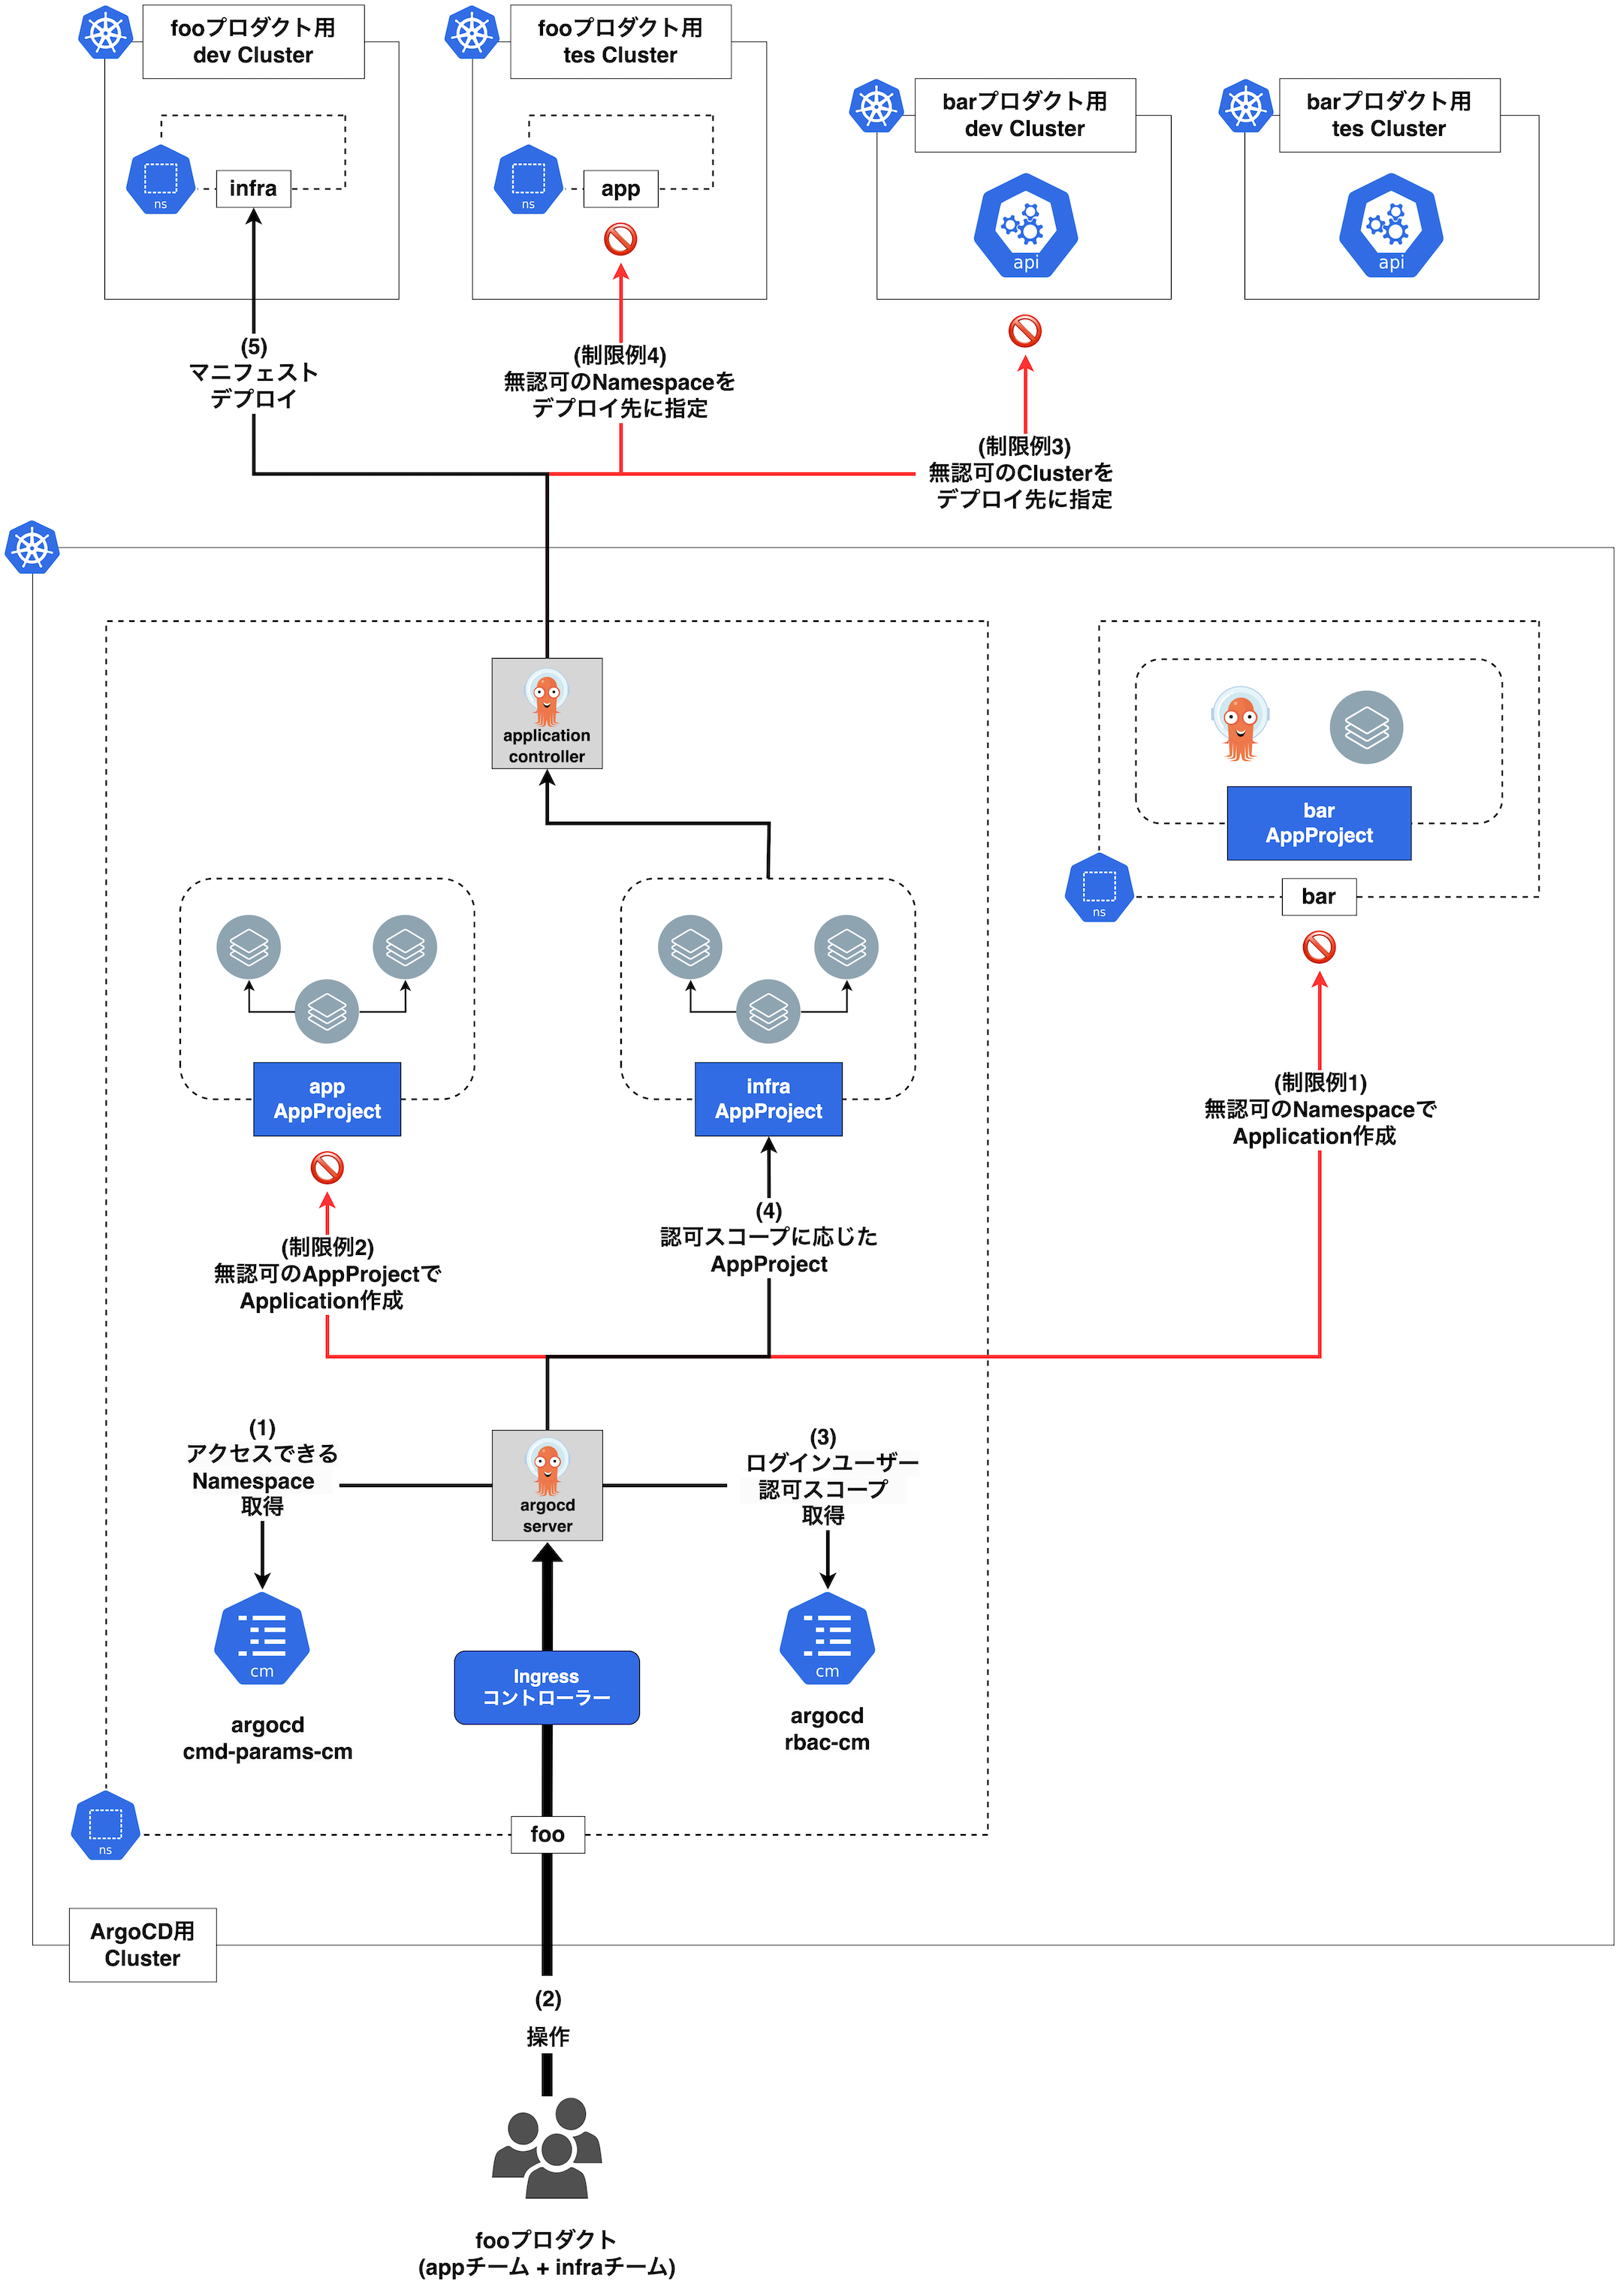 fooプロダクト用
dev Cluster
fooプロダクト用
tes Cluster
barプロダクト用
dev Cluster
barプロダクト用
tes Cluster
ns
infra
ns
app
api
api
(5)
マニフェスト
デプロイ
(制限例4)
無認可のNamespaceを
デプロイ先に指定
(制限例3)
無認可のClusterを
デプロイ先に指定
application
controller
bar
AppProject
ns
bar
app
AppProject
infra
AppProject
(制限例1)
無認可のNamespaceで
Application作成
(4)
認可スコープに応じた
AppProject
(制限例2)
無認可のAppProjectで
Application作成
(1)
アクセスできる
Namespace
取得
argocd
server
(3)
ログインユーザー
認可スコープ
取得
cm
argocd
cmd-params-cm
Ingress
コントローラー
cm
argocd
rbac-cm
ns
foo
ArgoCD用
Cluster
(2)
操作
fooプロダクト
(appチーム + infraチーム)